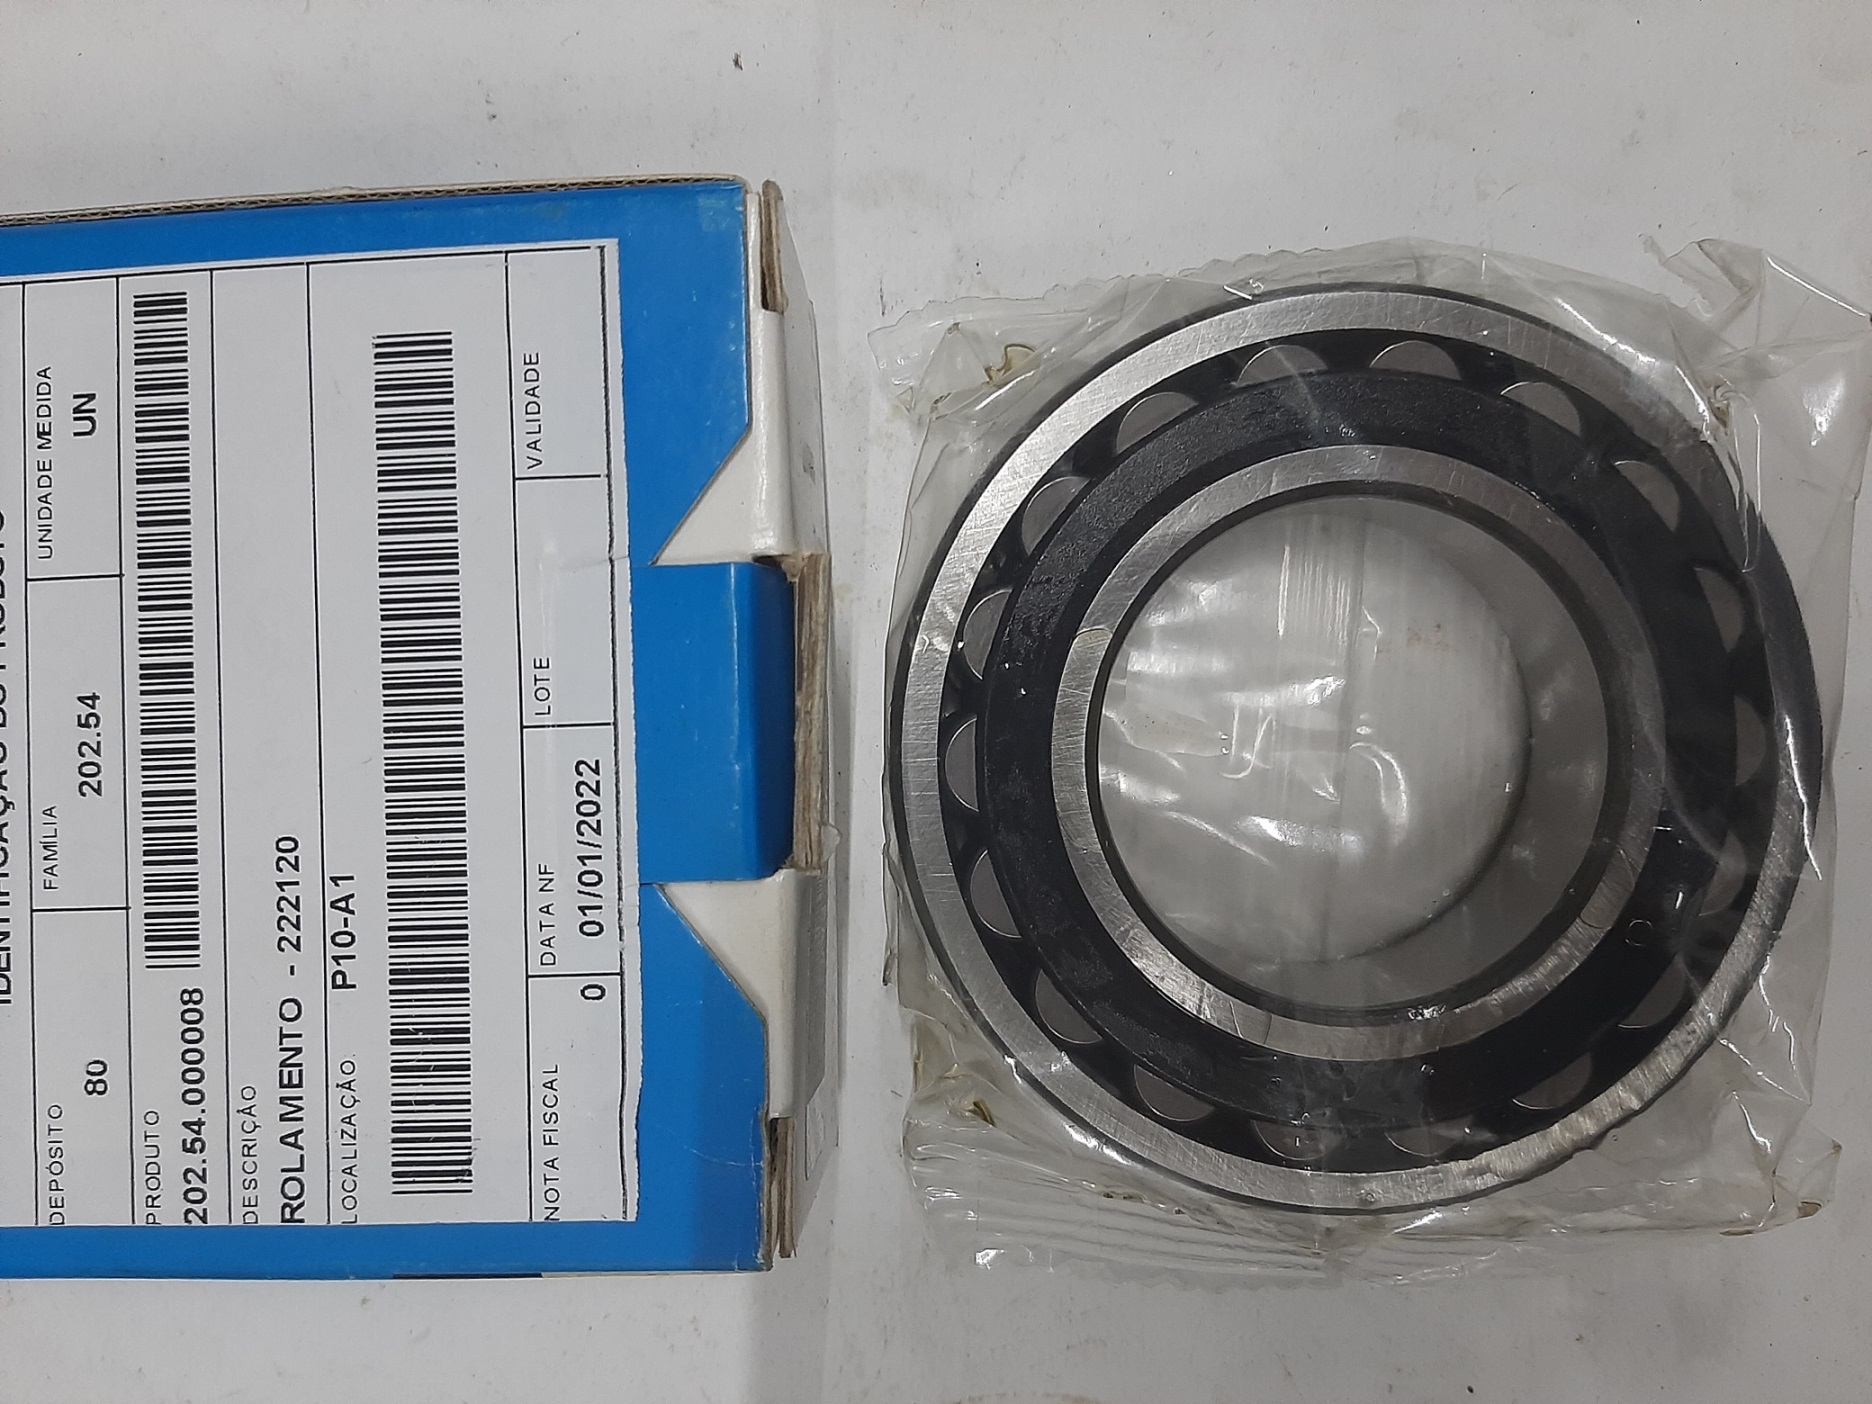 IDENTIFICAÇÃO DO PRODUTO
DEPÓSITO FAMÍLIA UNIDADE MEDIDA
80 202.54 UN
PRODUTO
202.54.000008
DESCRIÇÃO
ROLAMENTO - 222120
LOCALIZAÇÃO. P10-A1
NOTA FISCAL DATA NF LOTE VALIDADE
0 01/01/2022